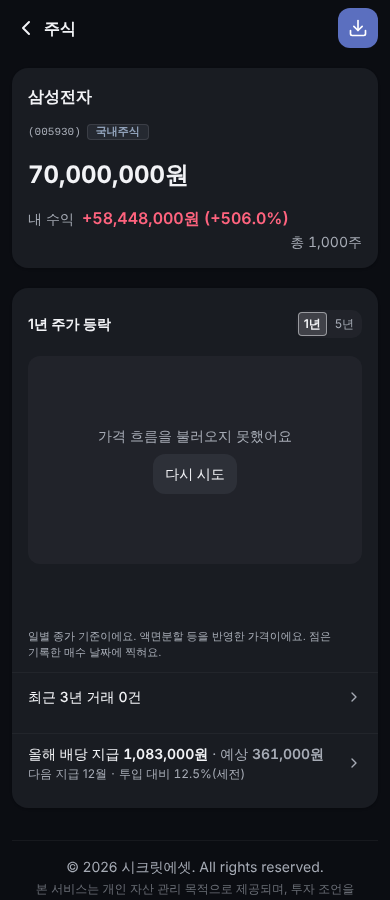 주식
삼성전자
(005930) 국내주식
70,000,000원
내 수익 +58,448,000원 (+506.0%)
총 1,000주
1년 주가 등락 1년 5년
가격 흐름을 불러오지 못했어요
다시 시도
일별 종가 기준이에요. 액면분할 등을 반영한 가격이에요. 점은
기록한 매수 날짜에 찍혀요.
최근 3년 거래 0건
올해 배당 지급 1,083,000원 · 예상 361,000원
다음 지급 12월 · 투입 대비 12.5%(세전)
© 2026 시크릿에셋. All rights reserved.
본 서비스는 개인 자산 관리 목적으로 제공되며, 투자 조언을